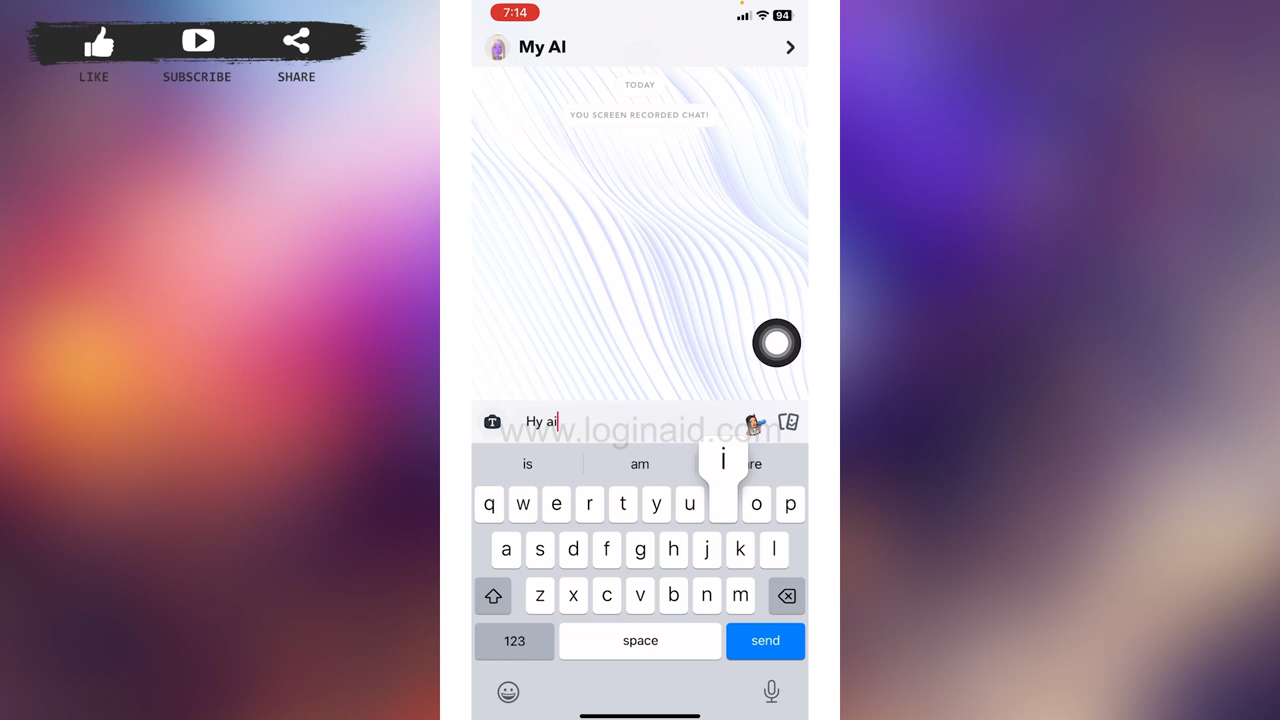 LIKE SUBSCRIBE SHARE
7:14 94
My AI
TODAY
YOU SCREEN RECORDED CHAT!
Hy ai
www.loginaid.com
is am are
i
q w e r t y u o p
a s d f g h j k l
z x c v b n m
123 space send